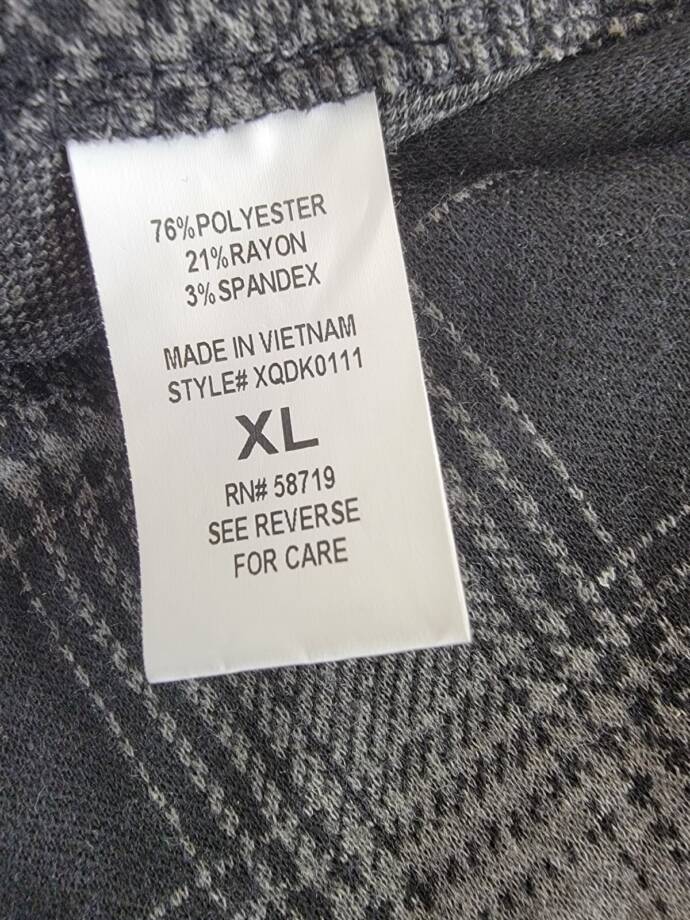 76%POLYESTER
21%RAYON
3%SPANDEX
MADE IN VIETNAM
STYLE# XQDK0111
XL
RN# 58719
SEE REVERSE
FOR CARE